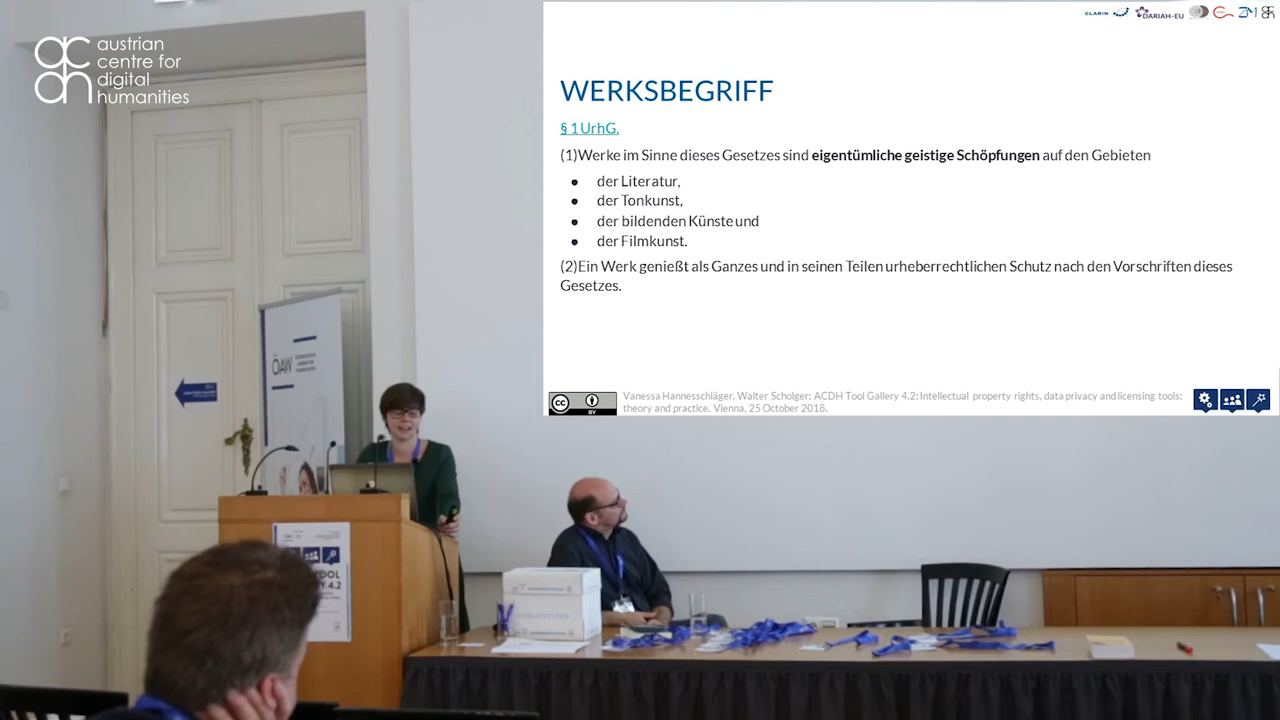 austrian
centre for
digital
humanities
CLARIN
DARIAH-EU
WERKSBEGRIFF
§ 1 UrhG.
(1)Werke im Sinne dieses Gesetzes sind eigentümliche geistige Schöpfungen auf den Gebieten
● der Literatur,
● der Tonkunst,
● der bildenden Künste und
● der Filmkunst.
(2)Ein Werk genießt als Ganzes und in seinen Teilen urheberrechtlichen Schutz nach den Vorschriften dieses
Gesetzes.
cc BY
Vanessa Hannesschläger, Walter Scholger: ACDH Tool Gallery 4.2: Intellectual property rights, data privacy and licensing tools:
theory and practice. Vienna, 25 October 2018.
ÖAW
4.2